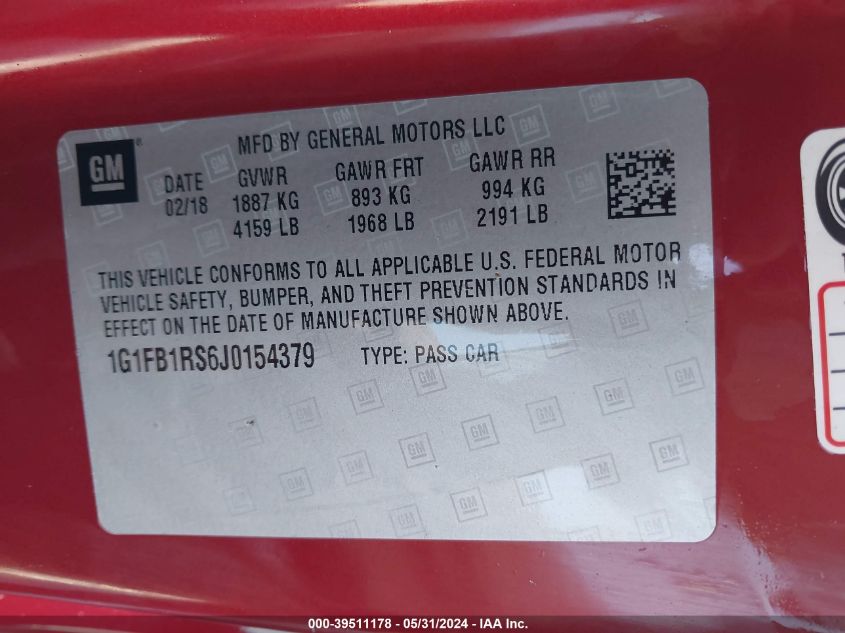 GM
MFD BY GENERAL MOTORS LLC
DATE GVWR GAWR FRT GAWR RR
02/18 1887 KG 893 KG 994 KG
4159 LB 1968 LB 2191 LB
THIS VEHICLE CONFORMS TO ALL APPLICABLE U.S. FEDERAL MOTOR
VEHICLE SAFETY, BUMPER, AND THEFT PREVENTION STANDARDS IN
EFFECT ON THE DATE OF MANUFACTURE SHOWN ABOVE.
1G1FB1RS6J0154379 TYPE: PASS CAR
000-39511178 - 05/31/2024 - IAA Inc.